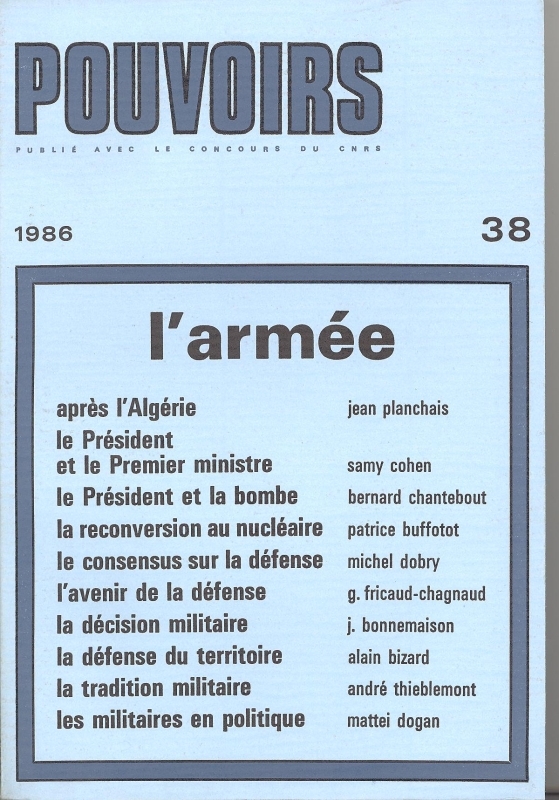 POUVOIRS
PUBLIÉ AVEC LE CONCOURS DU CNRS
1986 38
l'armée
après l'Algérie jean planchais
le Président
et le Premier ministre samy cohen
le Président et la bombe bernard chantebout
la reconversion au nucléaire patrice buffotot
le consensus sur la défense michel dobry
l'avenir de la défense g. fricaud-chagnaud
la décision militaire j. bonnemaison
la défense du territoire alain bizard
la tradition militaire andré thieblemont
les militaires en politique mattei dogan